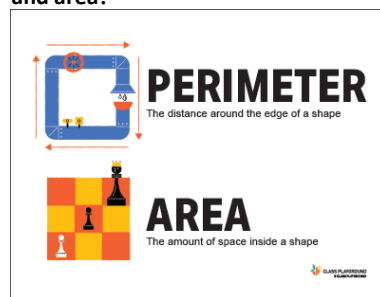 and area?
PERIMETER
The distance around the edge of a shape
AREA
The amount of space inside a shape
CLASS PLAYGROUND